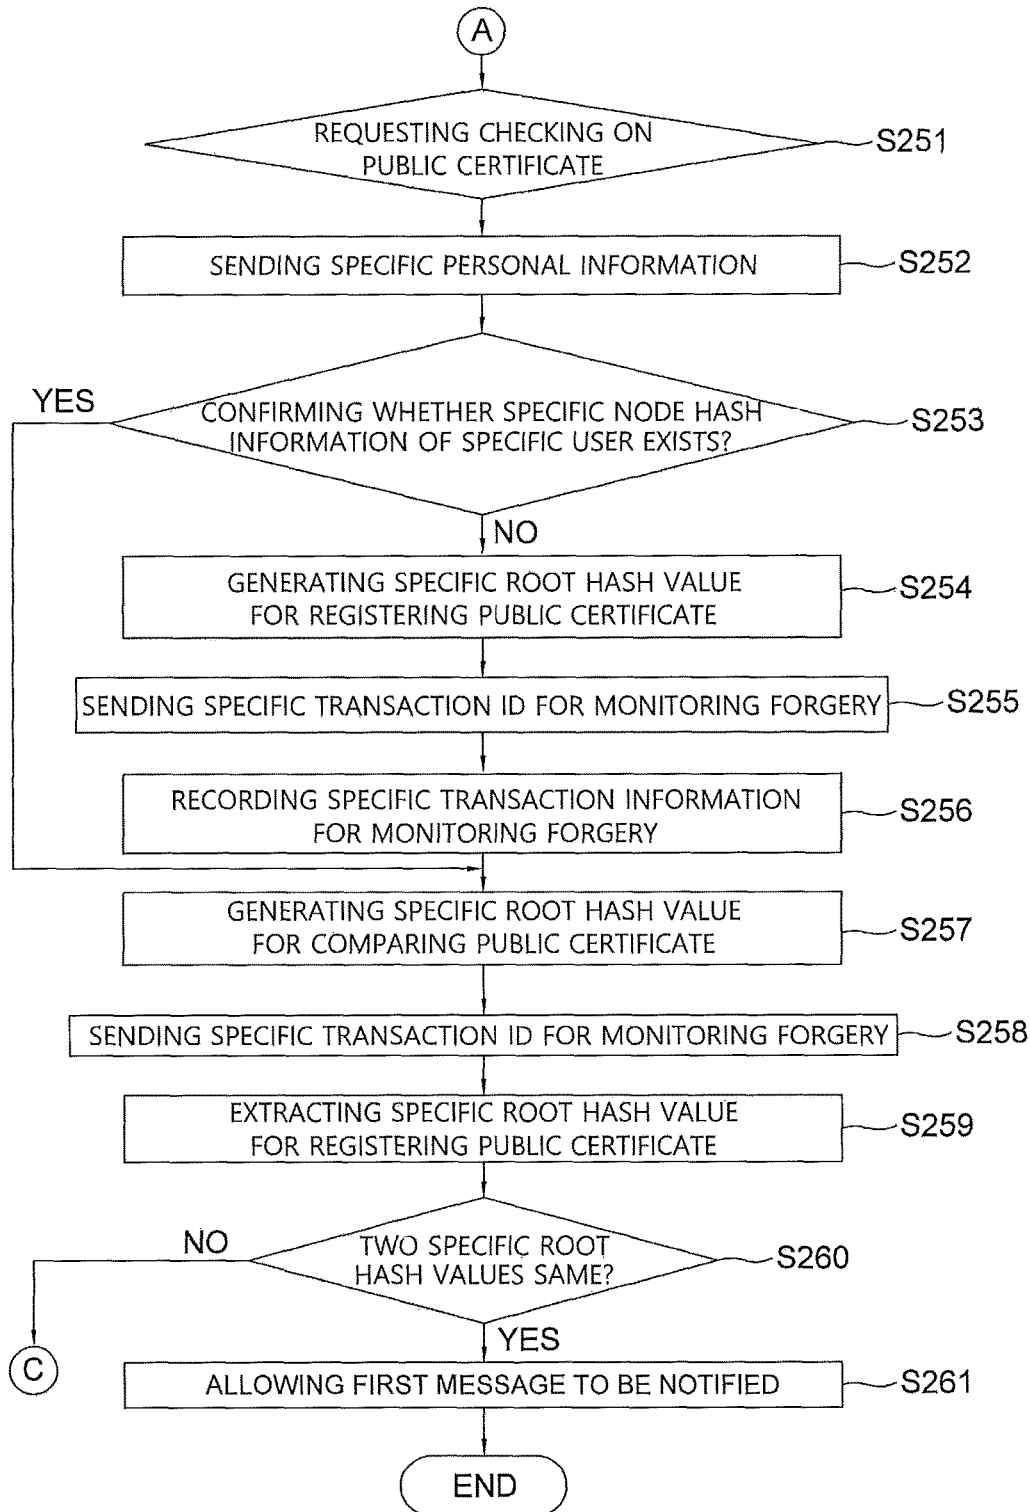 A
REQUESTING CHECKING ON
PUBLIC CERTIFICATE
S251
SENDING SPECIFIC PERSONAL INFORMATION
S252
YES
CONFIRMING WHETHER SPECIFIC NODE HASH
INFORMATION OF SPECIFIC USER EXISTS?
S253
NO
GENERATING SPECIFIC ROOT HASH VALUE
FOR REGISTERING PUBLIC CERTIFICATE
S254
SENDING SPECIFIC TRANSACTION ID FOR MONITORING FORGERY
S255
RECORDING SPECIFIC TRANSACTION INFORMATION
FOR MONITORING FORGERY
S256
GENERATING SPECIFIC ROOT HASH VALUE
FOR COMPARING PUBLIC CERTIFICATE
S257
SENDING SPECIFIC TRANSACTION ID FOR MONITORING FORGERY
S258
EXTRACTING SPECIFIC ROOT HASH VALUE
FOR REGISTERING PUBLIC CERTIFICATE
S259
NO
TWO SPECIFIC ROOT
HASH VALUES SAME?
S260
C
YES
ALLOWING FIRST MESSAGE TO BE NOTIFIED
S261
END